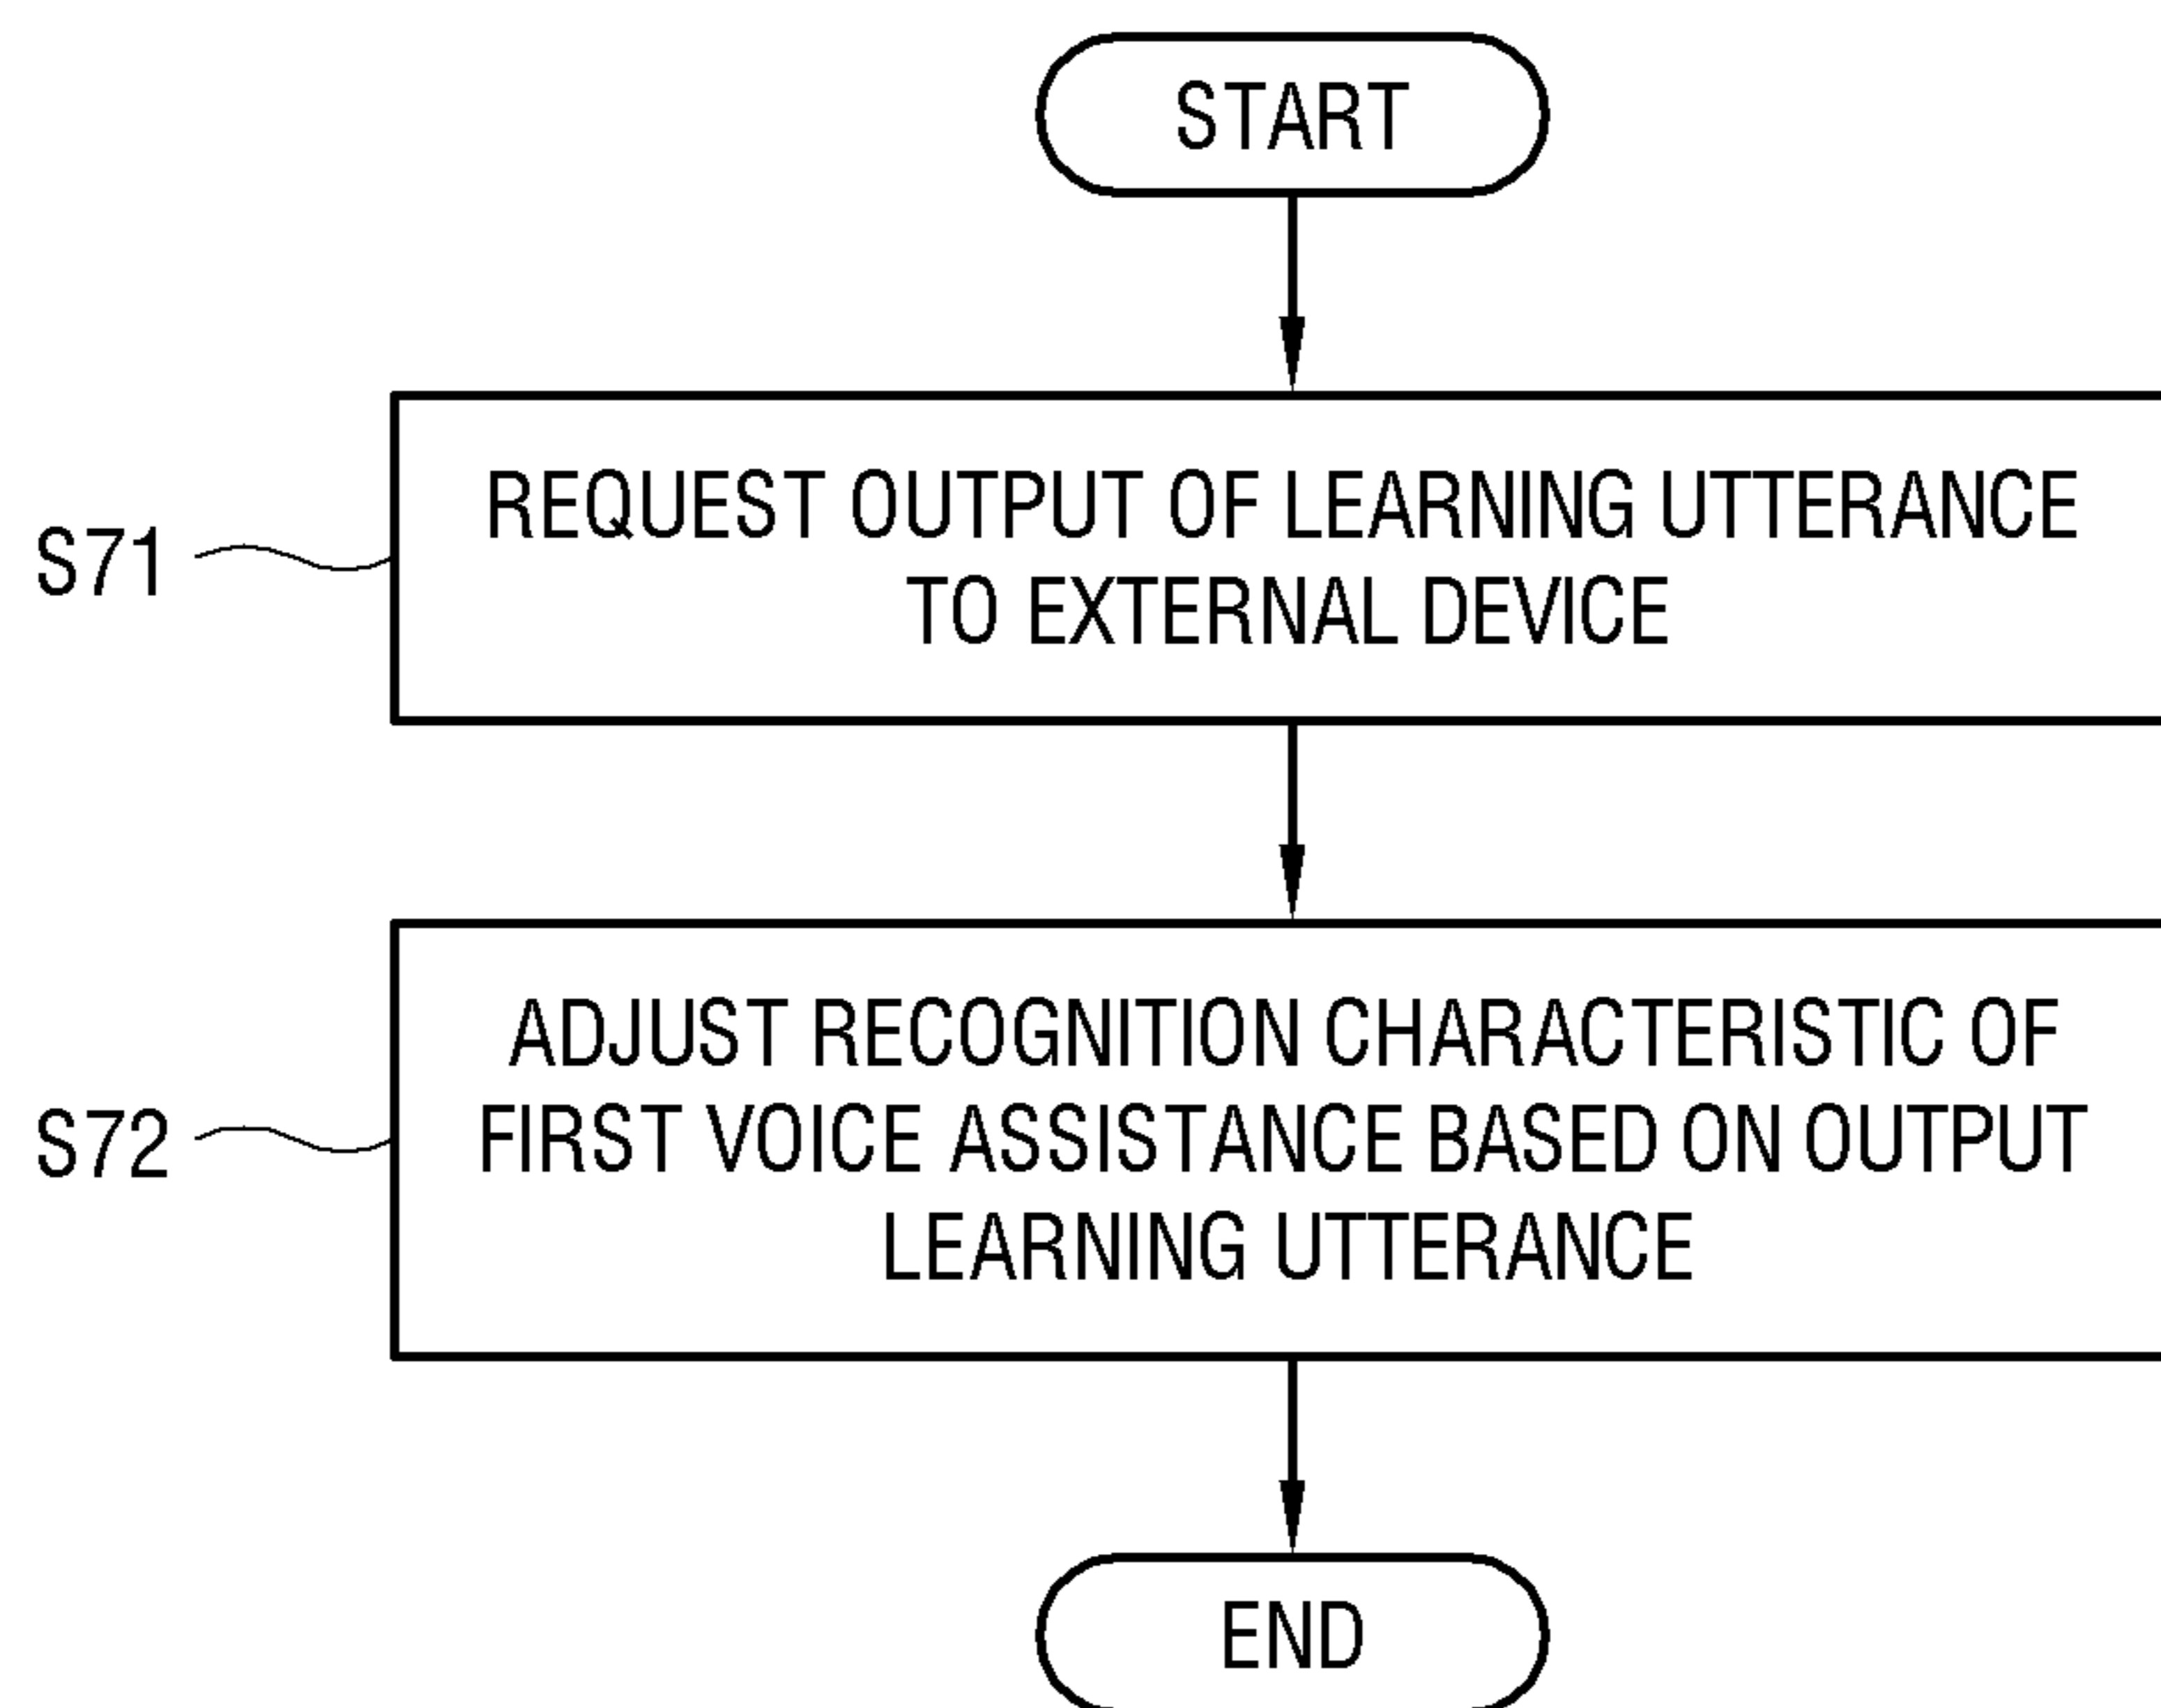 START
S71
REQUEST OUTPUT OF LEARNING UTTERANCE
TO EXTERNAL DEVICE
S72
ADJUST RECOGNITION CHARACTERISTIC OF
FIRST VOICE ASSISTANCE BASED ON OUTPUT
LEARNING UTTERANCE
END